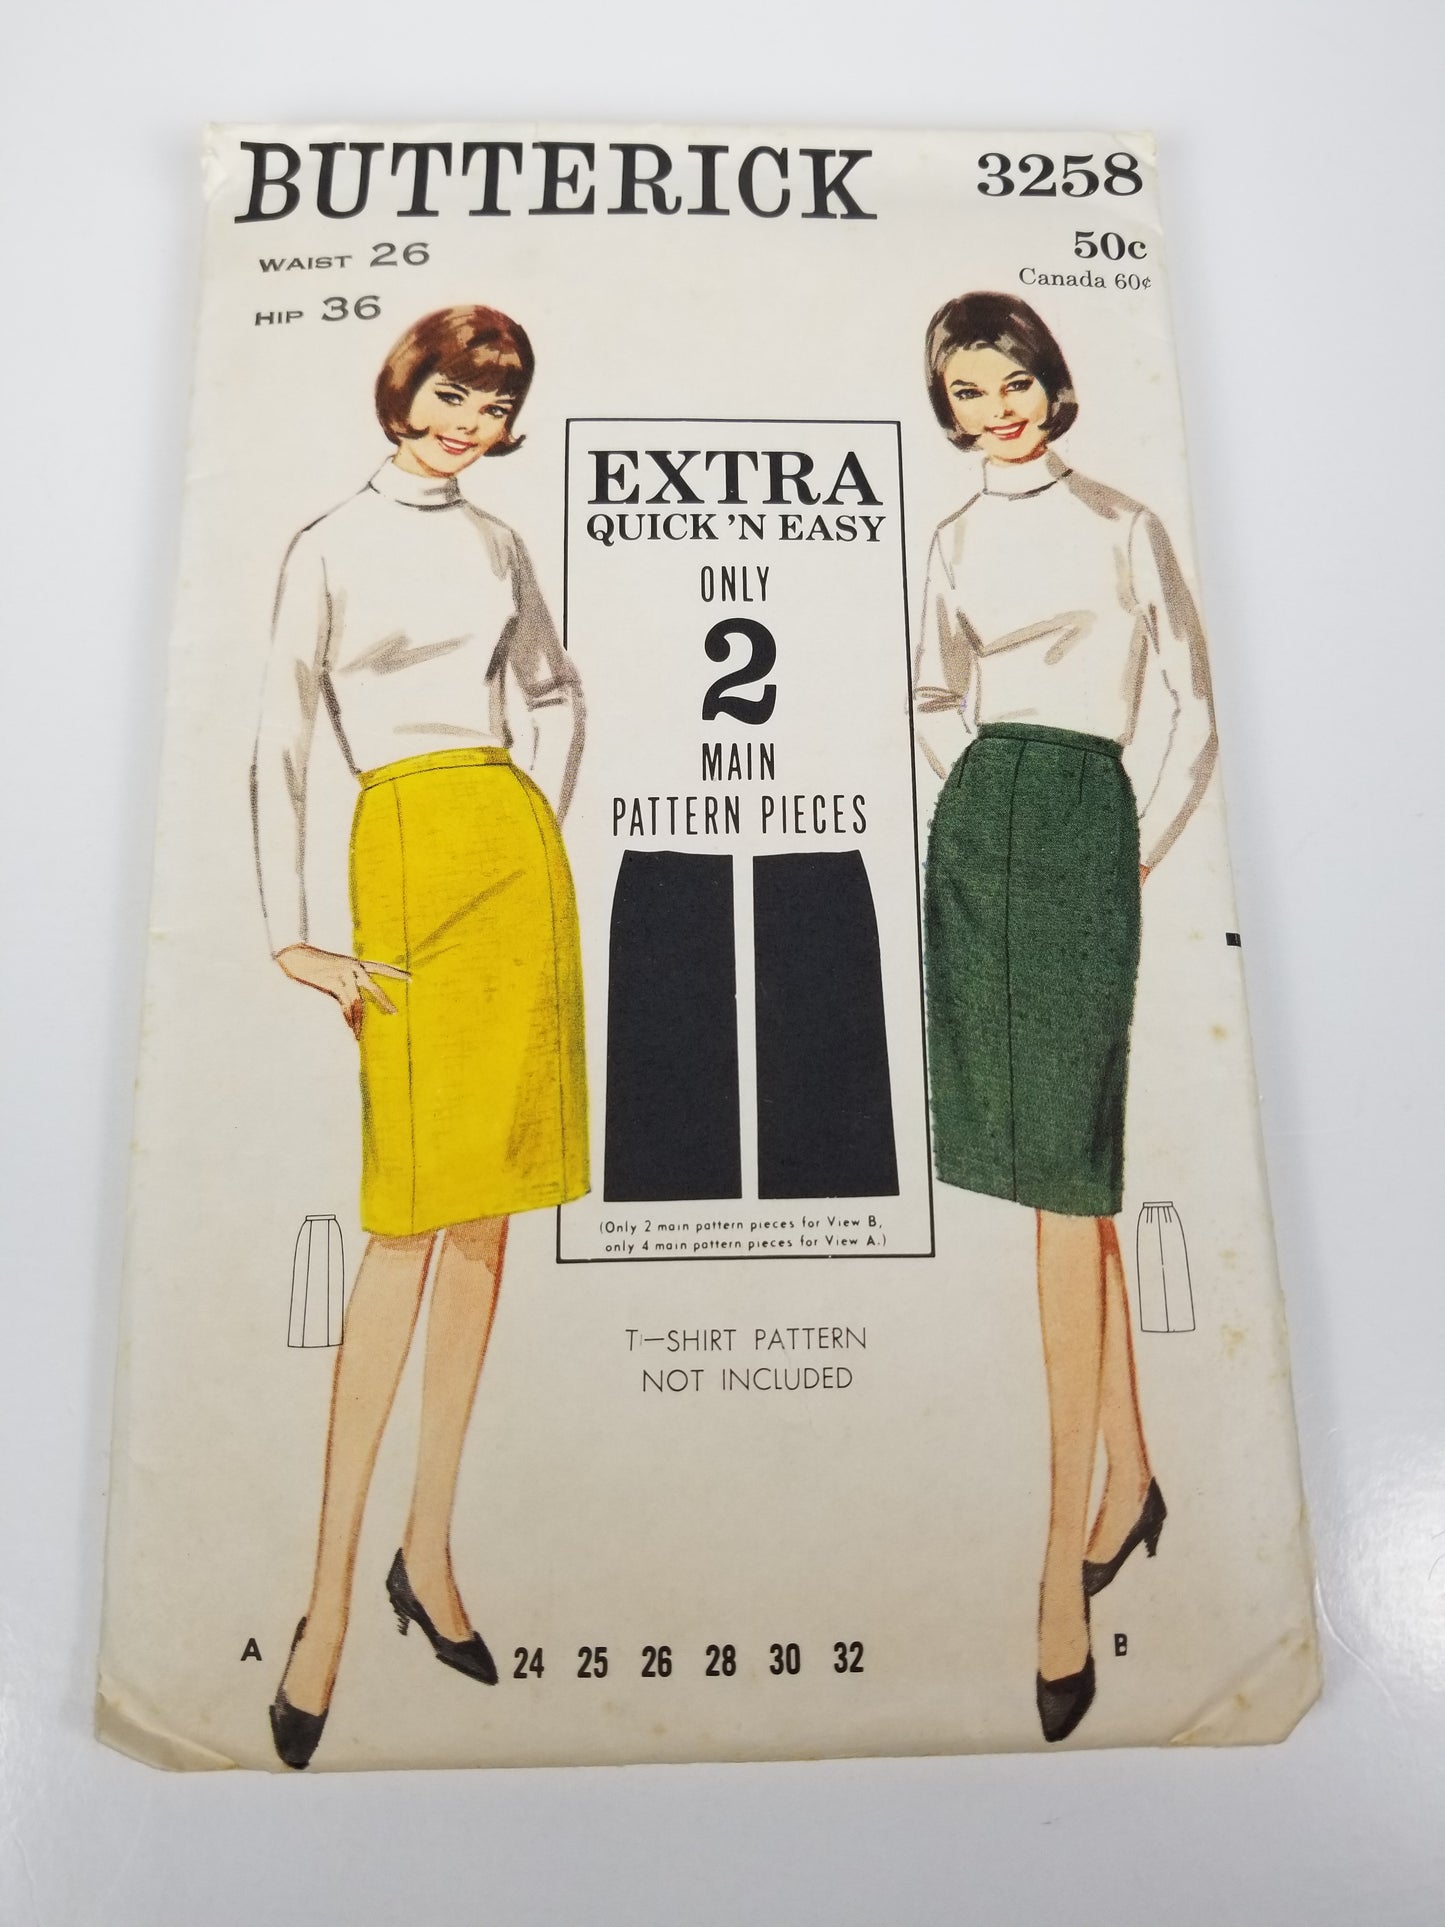 BUTTERICK
3258
WAIST 26
HIP 36
50c
Canada 60¢
EXTRA
QUICK 'N EASY
ONLY
2
MAIN
PATTERN PIECES
(Only 2 main pattern pieces for View B,
only 4 main pattern pieces for View A.)
T-SHIRT PATTERN
NOT INCLUDED
A
24 25 26 28 30 32
B